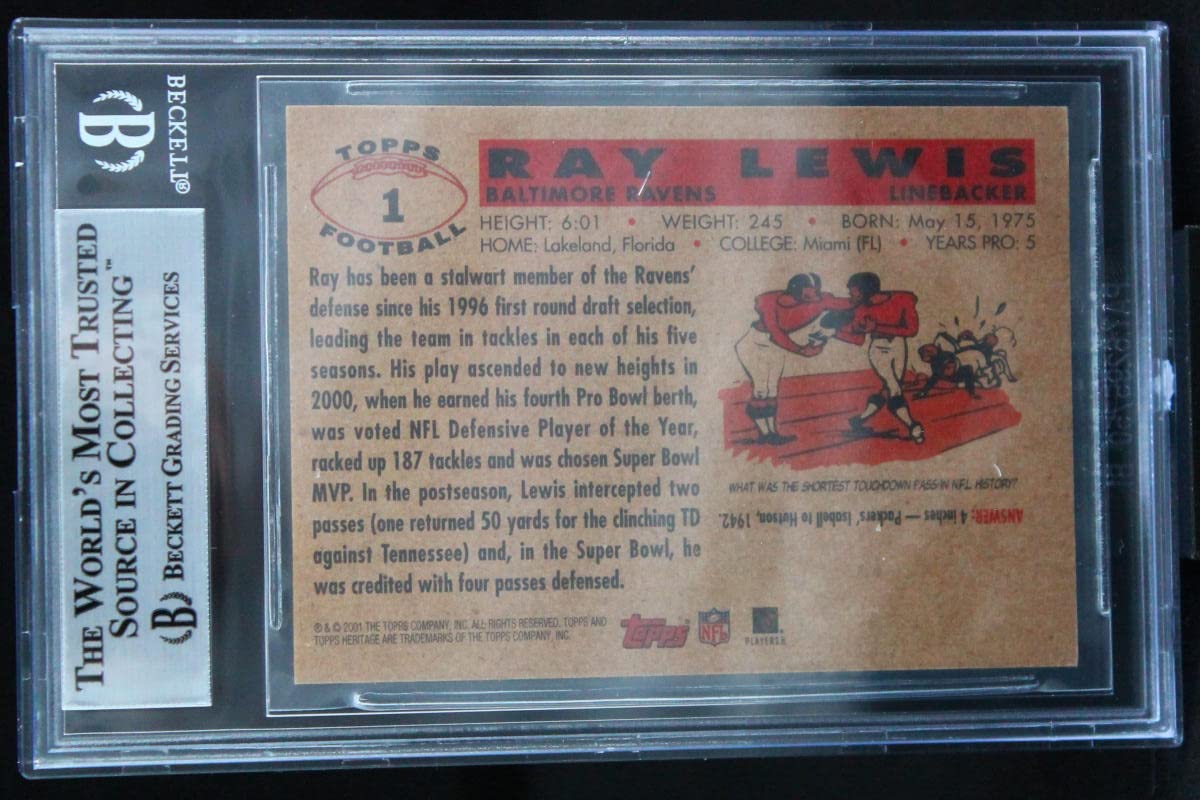 BECKETT®
B
THE WORLD'S MOST TRUSTED
SOURCE IN COLLECTING™
B BECKETT GRADING SERVICES
TOPPS
1
FOOTBALL
RAY LEWIS
BALTIMORE RAVENS LINEBACKER
HEIGHT: 6:01 • WEIGHT: 245 • BORN: May 15, 1975
HOME: Lakeland, Florida • COLLEGE: Miami (FL) • YEARS PRO: 5
Ray has been a stalwart member of the Ravens'
defense since his 1996 first round draft selection,
leading the team in tackles in each of his five
seasons. His play ascended to new heights in
2000, when he earned his fourth Pro Bowl berth,
was voted NFL Defensive Player of the Year,
racked up 187 tackles and was chosen Super Bowl
MVP. In the postseason, Lewis intercepted two
passes (one returned 50 yards for the clinching TD
against Tennessee) and, in the Super Bowl, he
was credited with four passes defensed.
WHAT WAS THE SHORTEST TOUCHDOWN PASS IN NFL HISTORY?
ANSWER: 4 inches — Packers, Isabell to Hutson, 1942.
® & © 2001 THE TOPPS COMPANY, INC. ALL RIGHTS RESERVED. TOPPS AND
TOPPS HERITAGE ARE TRADEMARKS OF THE TOPPS COMPANY, INC.
Topps
NFL
PLAYERS